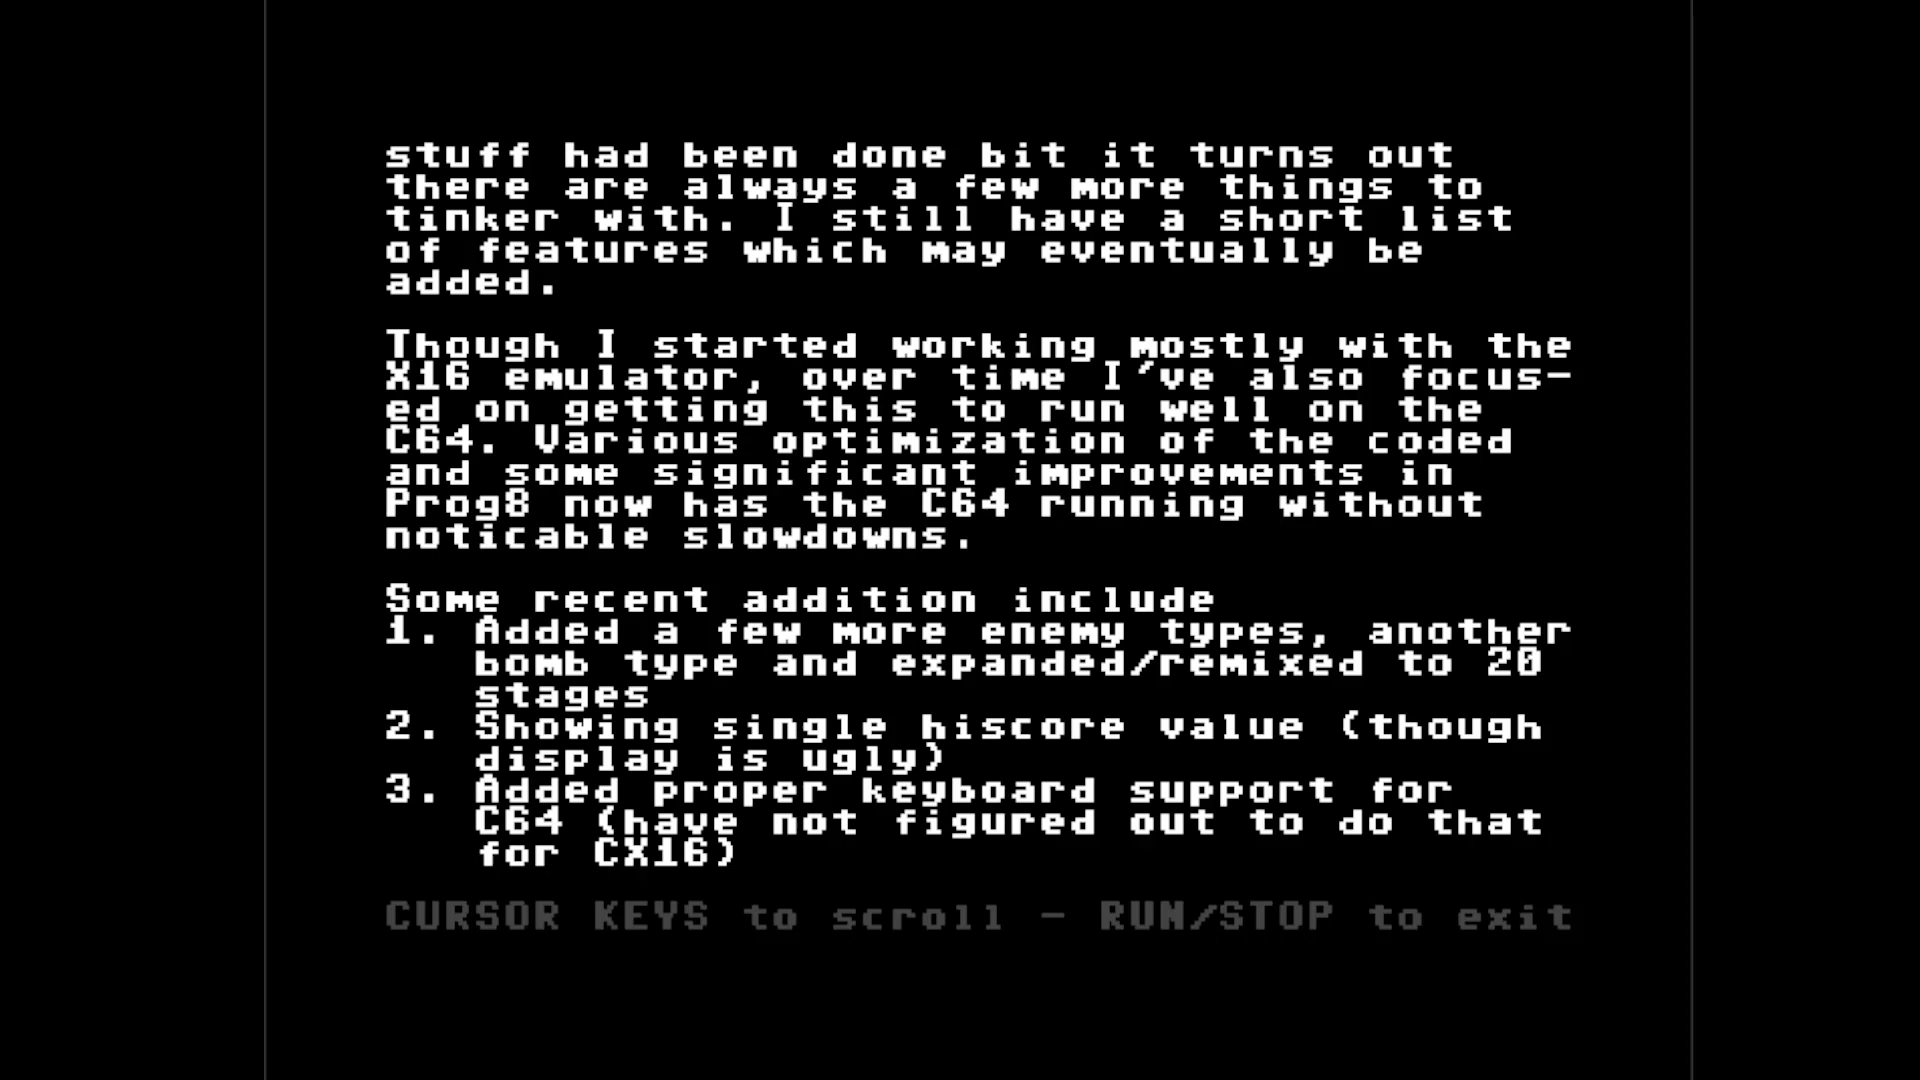 stuff had been done bit it turns out
there are always a few more things to
tinker with. I still have a short list
of features which may eventually be
added.
Though I started working mostly with the
X16 emulator, over time I've also focus-
ed on getting this to run well on the
C64. Various optimization of the coded
and some significant improvements in
Prog8 now has the C64 running without
noticable slowdowns.
Some recent addition include
1. Added a few more enemy types, another
bomb type and expanded/remixed to 20
stages
2. Showing single hiscore value (though
display is ugly)
3. Added proper keyboard support for
C64 (have not figured out to do that
for CX16)
CURSOR KEYS to scroll - RUN/STOP to exit